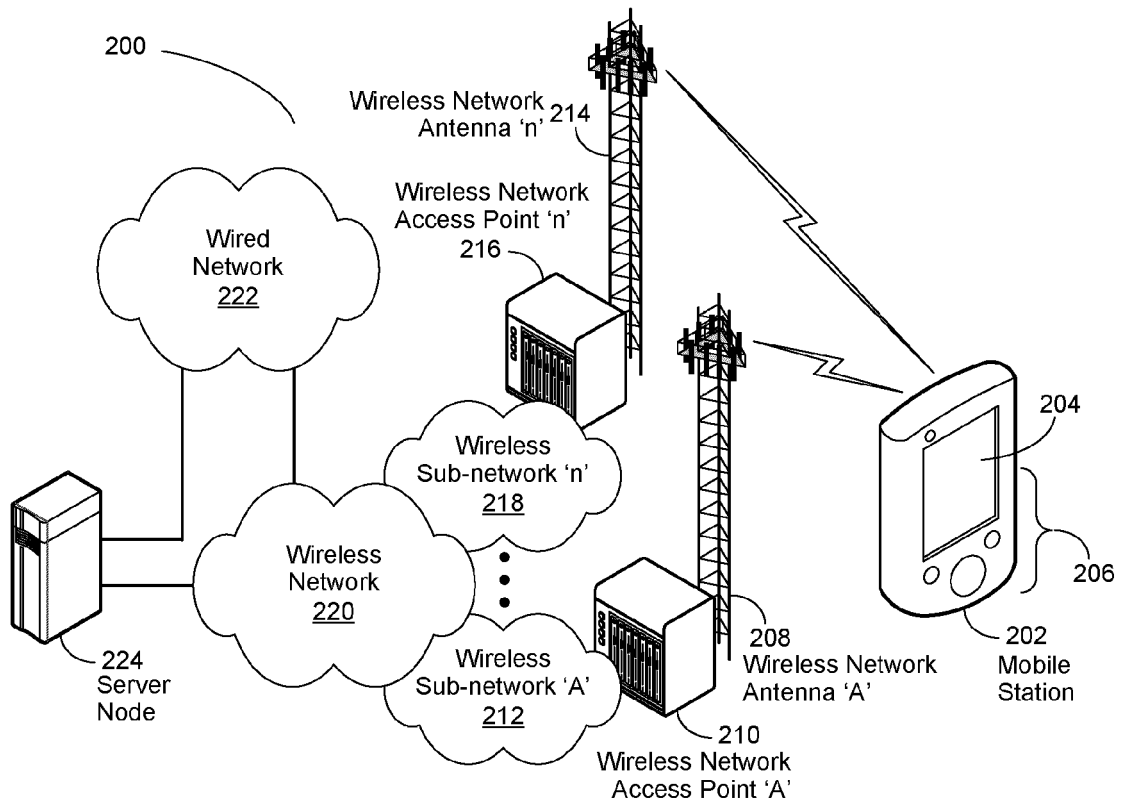 200
Wireless Network
Antenna ‘n’
214
Wireless Network
Access Point ‘n’
216
Wired
Network
222
Wireless
Sub-network ‘n’
218
204
206
Wireless
Network
220
208
Wireless Network
Antenna ‘A’
202
Mobile
Station
224
Server
Node
Wireless
Sub-network ‘A’
212
210
Wireless Network
Access Point ‘A’